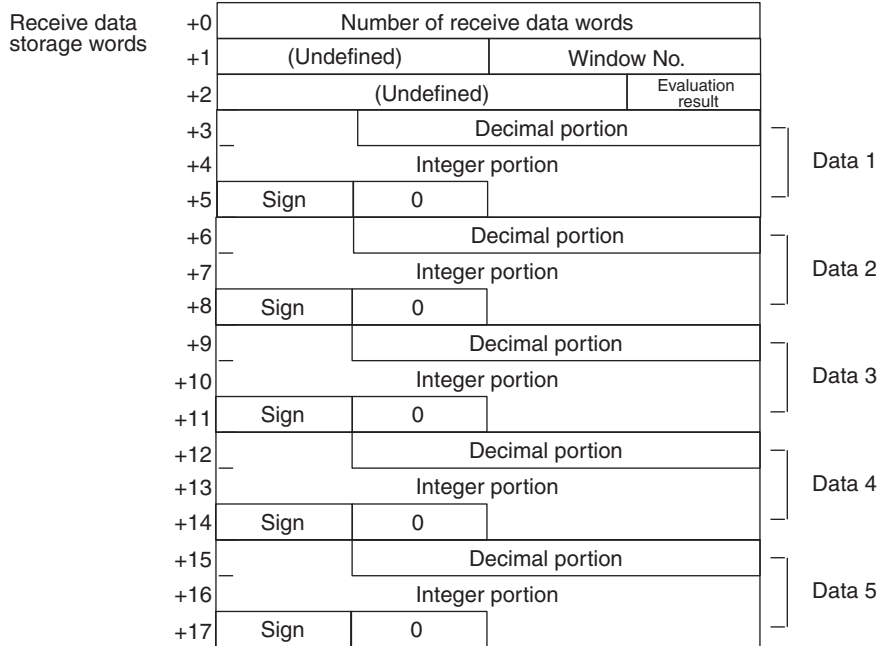 Receive data
storage words
+0 Number of receive data words
+1 (Undefined) Window No.
+2 (Undefined) Evaluation
result
+3 Decimal portion
+4 Integer portion Data 1
+5 Sign 0
+6 Decimal portion
+7 Integer portion Data 2
+8 Sign 0
+9 Decimal portion
+10 Integer portion Data 3
+11 Sign 0
+12 Decimal portion
+13 Integer portion Data 4
+14 Sign 0
+15 Decimal portion
+16 Integer portion Data 5
+17 Sign 0